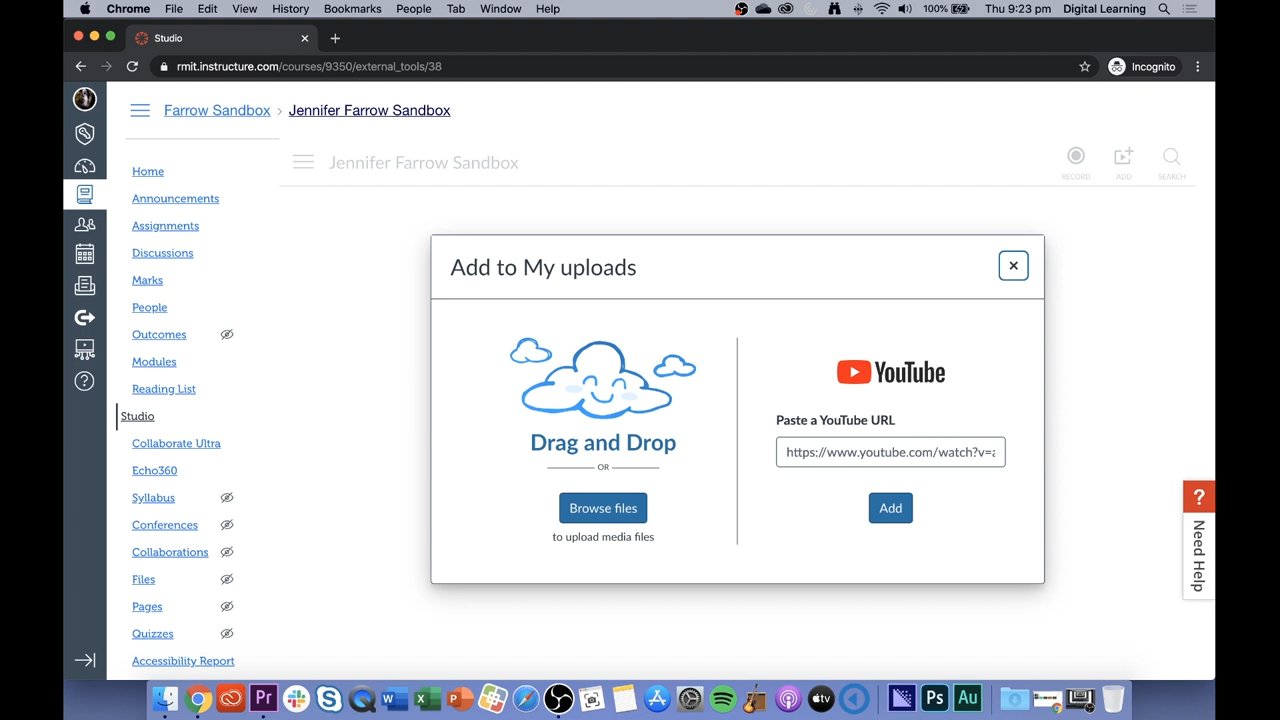 Chrome File Edit View History Bookmarks People Tab Window Help 100% Thu 9:23 pm Digital Learning
Studio
rmit.instructure.com/courses/9350/external_tools/38 Incognito
Farrow Sandbox › Jennifer Farrow Sandbox
Jennifer Farrow Sandbox
RECORD ADD SEARCH
Home
Announcements
Assignments
Discussions
Marks
People
Outcomes
Modules
Reading List
Studio
Collaborate Ultra
Echo360
Syllabus
Conferences
Collaborations
Files
Pages
Quizzes
Accessibility Report
Add to My uploads
Drag and Drop
OR
Browse files
to upload media files
YouTube
Paste a YouTube URL
https://www.youtube.com/watch?v=a
Add
? Need Help
Pr S W X P tv Ps Au